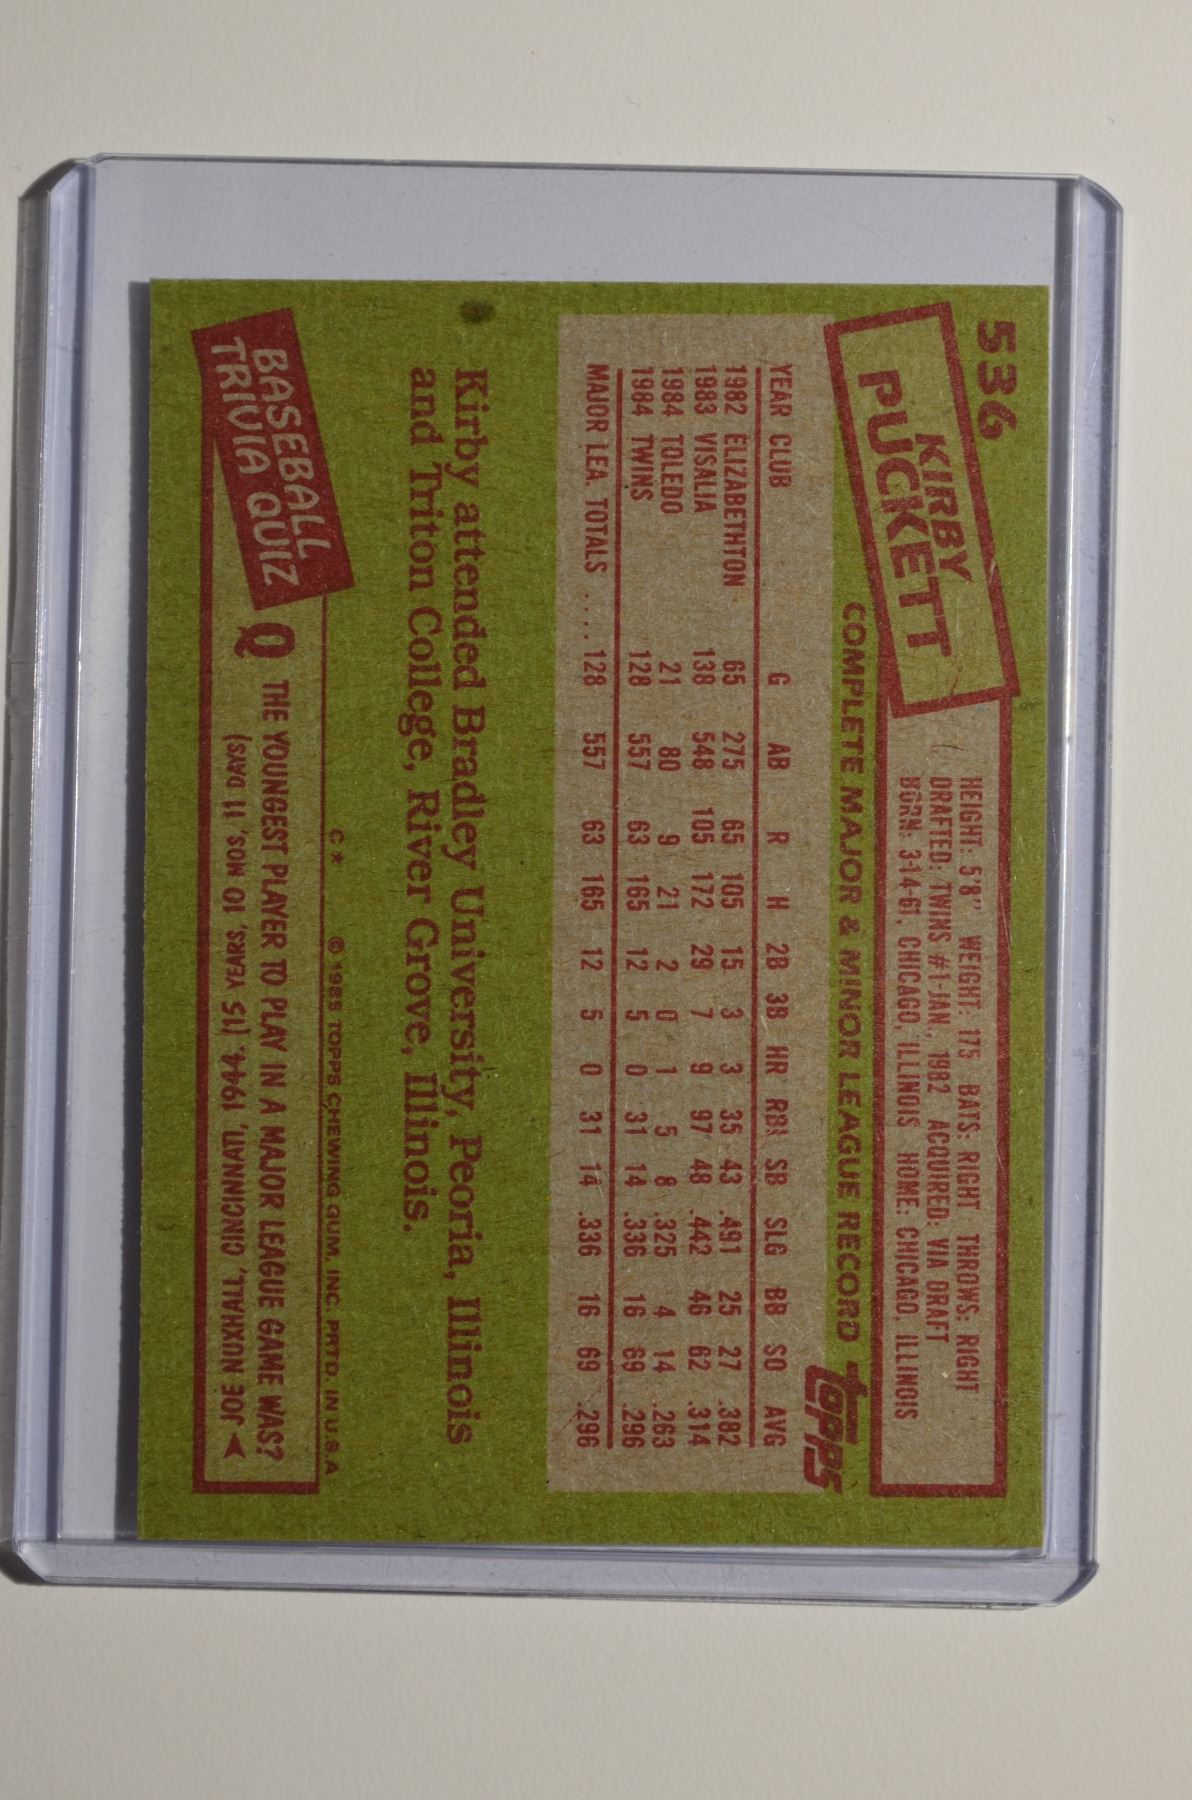 536
KIRBY
PUCKETT
HEIGHT: 5'8" WEIGHT: 175 BATS: RIGHT THROWS: RIGHT
DRAFTED: TWINS #1-JAN., 1982 ACQUIRED: VIA DRAFT
BORN: 3-14-61, CHICAGO, ILLINOIS HOME: CHICAGO, ILLINOIS
COMPLETE MAJOR & MINOR LEAGUE RECORD
topps
YEAR CLUB G AB R H 2B 3B HR RBI SB SLG BB SO AVG
1982 ELIZABETHTON 65 275 65 105 15 3 3 35 43 .491 25 27 .382
1983 VISALIA 138 548 105 172 29 7 9 97 48 .442 46 62 .314
1984 TOLEDO 21 80 9 21 2 0 1 5 8 .325 4 14 .263
1984 TWINS 128 557 63 165 12 5 0 31 14 .336 16 69 .296
MAJOR LEA. TOTALS .... 128 557 63 165 12 5 0 31 14 .336 16 69 .296
Kirby attended Bradley University, Peoria, Illinois
and Triton College, River Grove, Illinois.
C* © 1985 TOPPS CHEWING GUM, INC. PRTD. IN U.S.A
BASEBALL
TRIVIA QUIZ
Q THE YOUNGEST PLAYER TO PLAY IN A MAJOR LEAGUE GAME WAS?
JOE NUXHALL, CINCINNATI, 1944. (15 YEARS, 10 MOS, 11 DAYS)